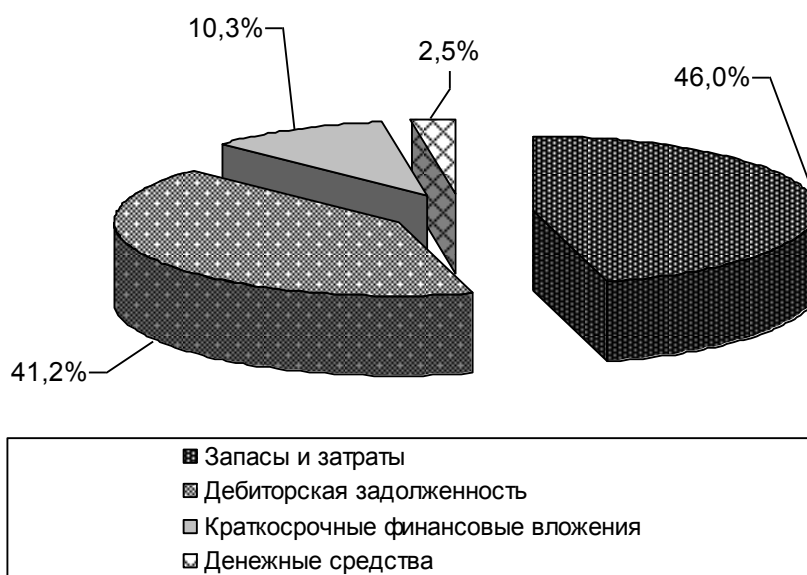 10,3%
2,5%
46,0%
41,2%
Запасы и затраты
Дебиторская задолженность
Краткосрочные финансовые вложения
Денежные средства